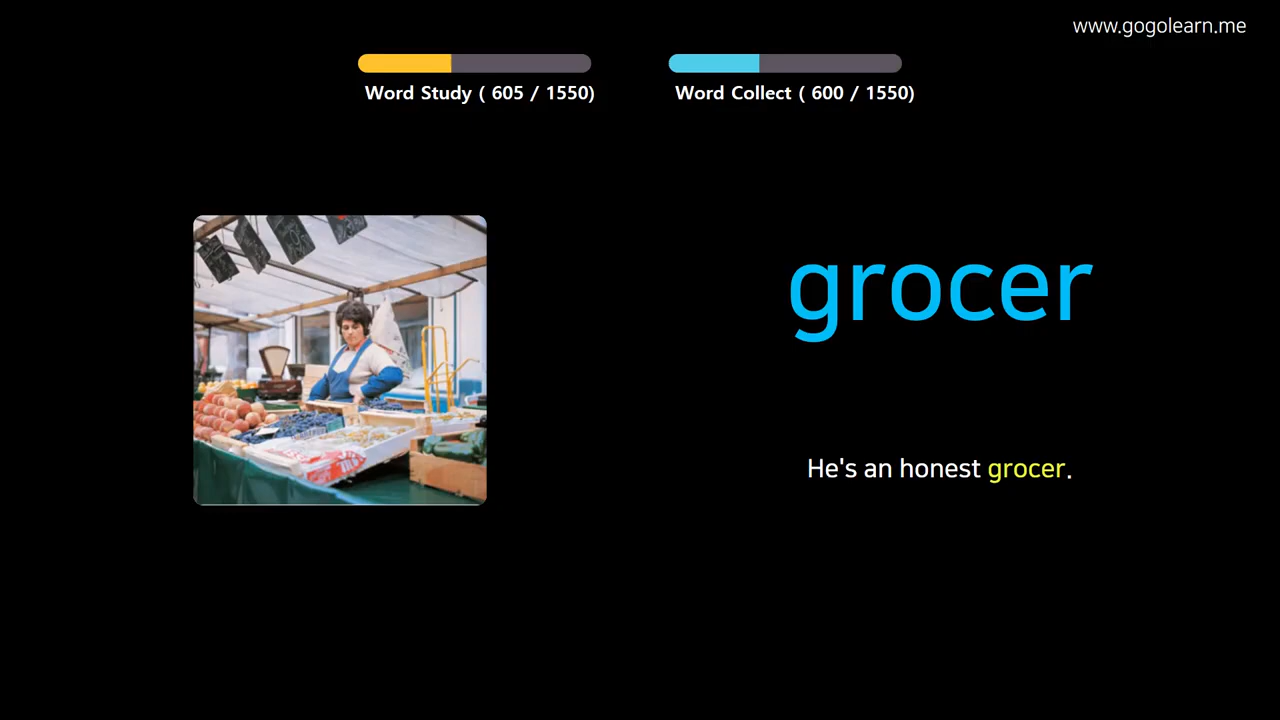 www.gogolearn.me
Word Study ( 605 / 1550)
Word Collect ( 600 / 1550)
grocer
He's an honest grocer.